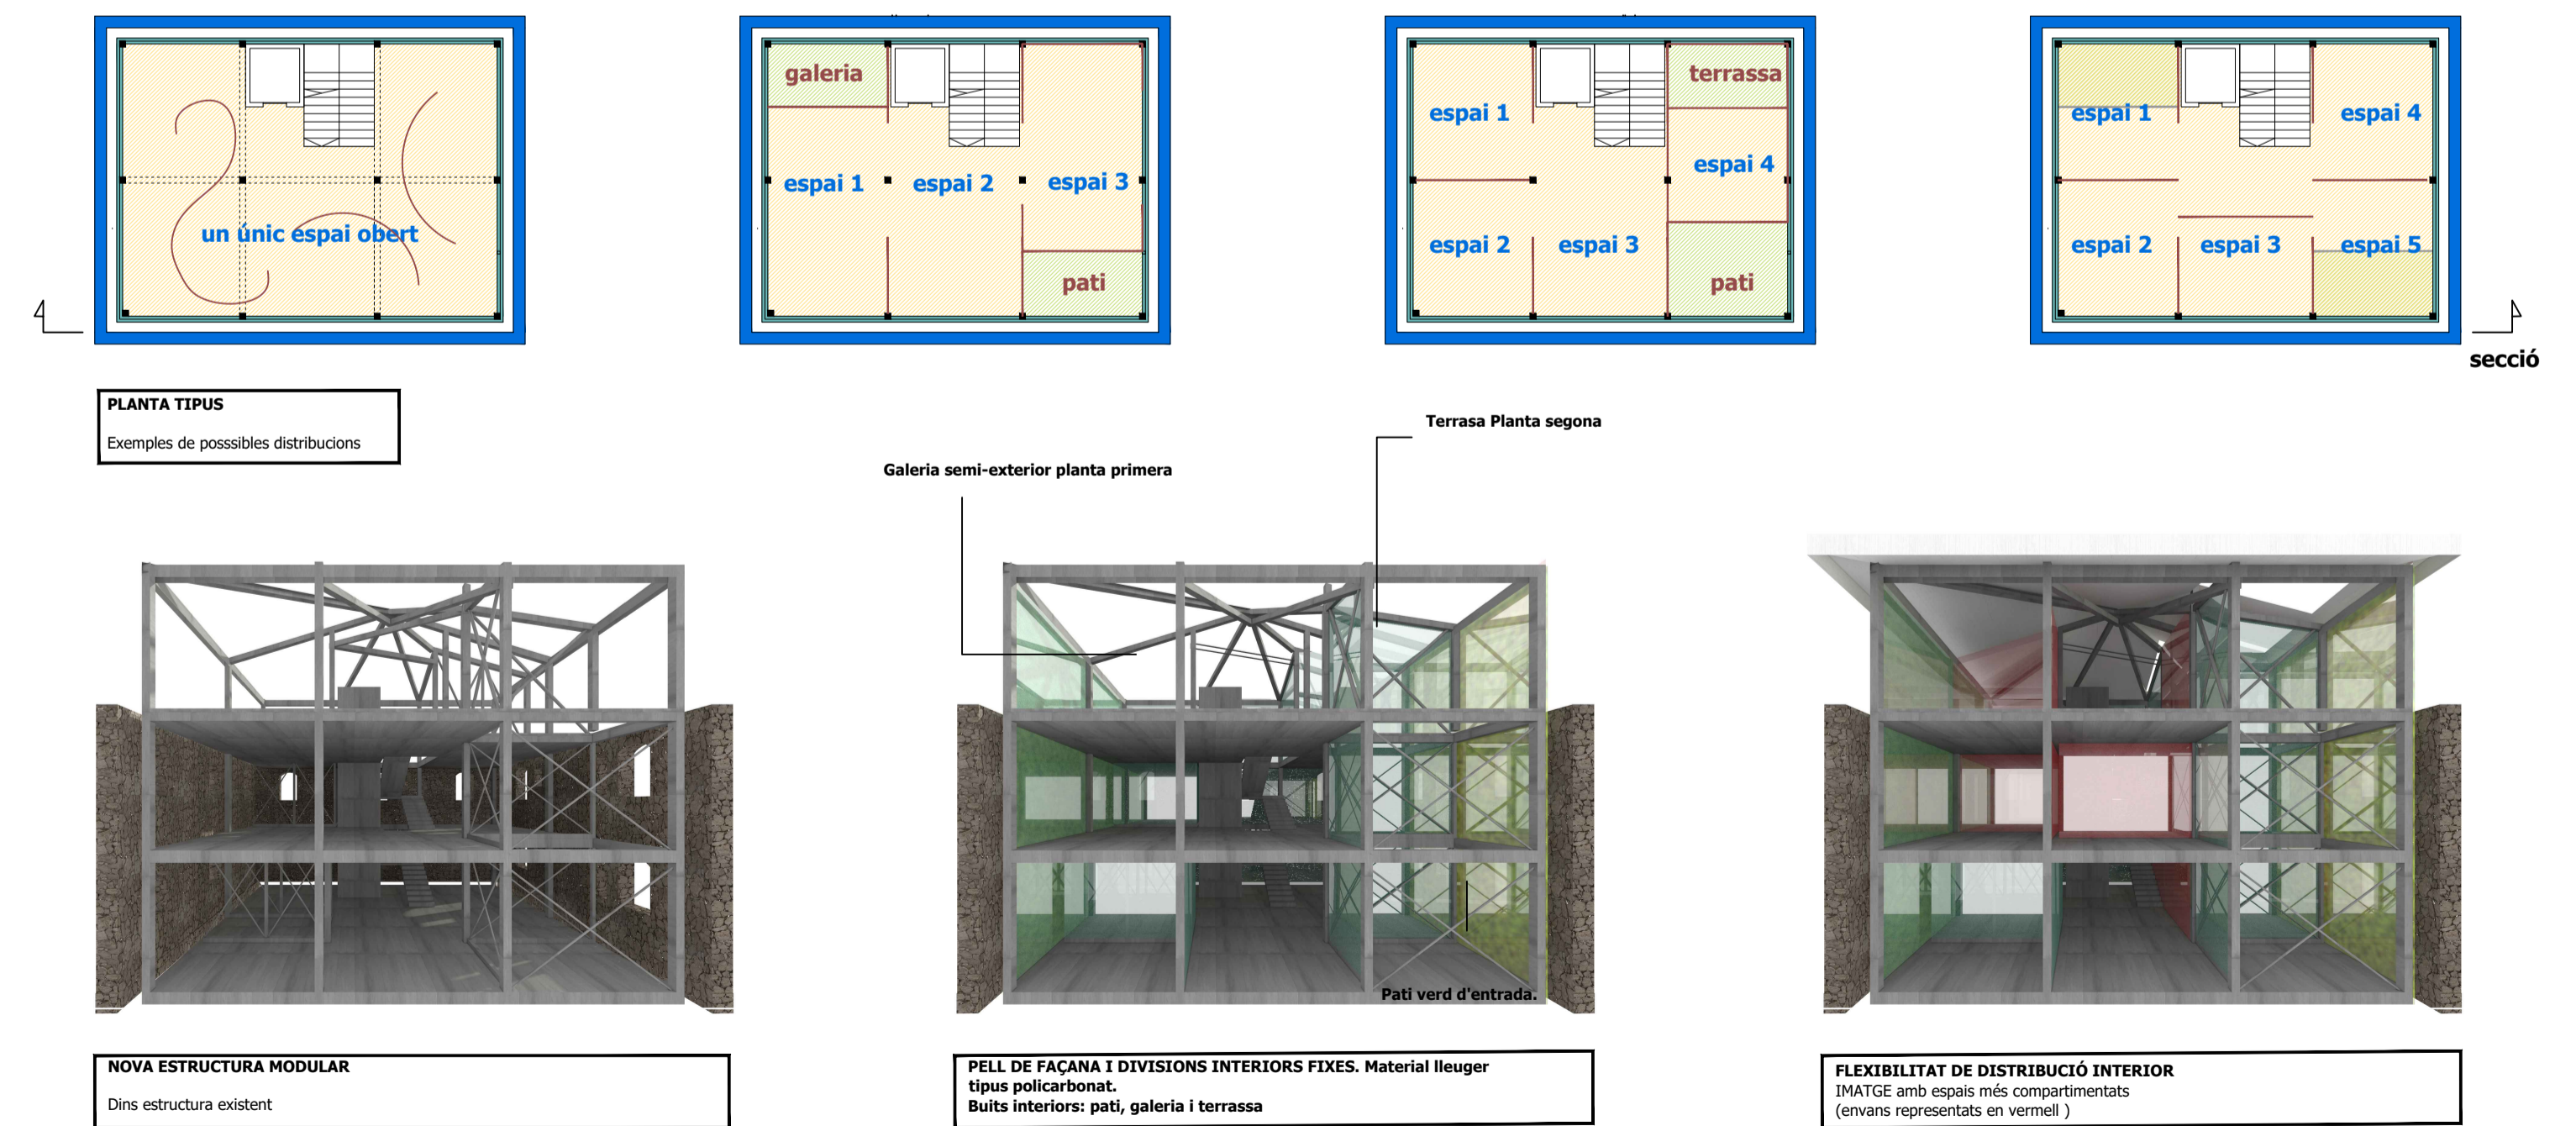 galeria
terrassa
espai 1
espai 1
espai 4
espai 4
espai 1
espai 2
espai 3
un únic espai obert
espai 2
espai 3
espai 2
espai 3
espai 5
pati
pati
secció
PLANTA TIPUS
Exemples de posssibles distribucions
Terrasa Planta segona
Galeria semi-exterior planta primera
Pati verd d'entrada.
NOVA ESTRUCTURA MODULAR
Dins estructura existent
PELL DE FAÇANA I DIVISIONS INTERIORS FIXES. Material lleuger
tipus policarbonat.
Buits interiors: pati, galeria i terrassa
FLEXIBILITAT DE DISTRIBUCIÓ INTERIOR
IMATGE amb espais més compartimentats
(envans representats en vermell )